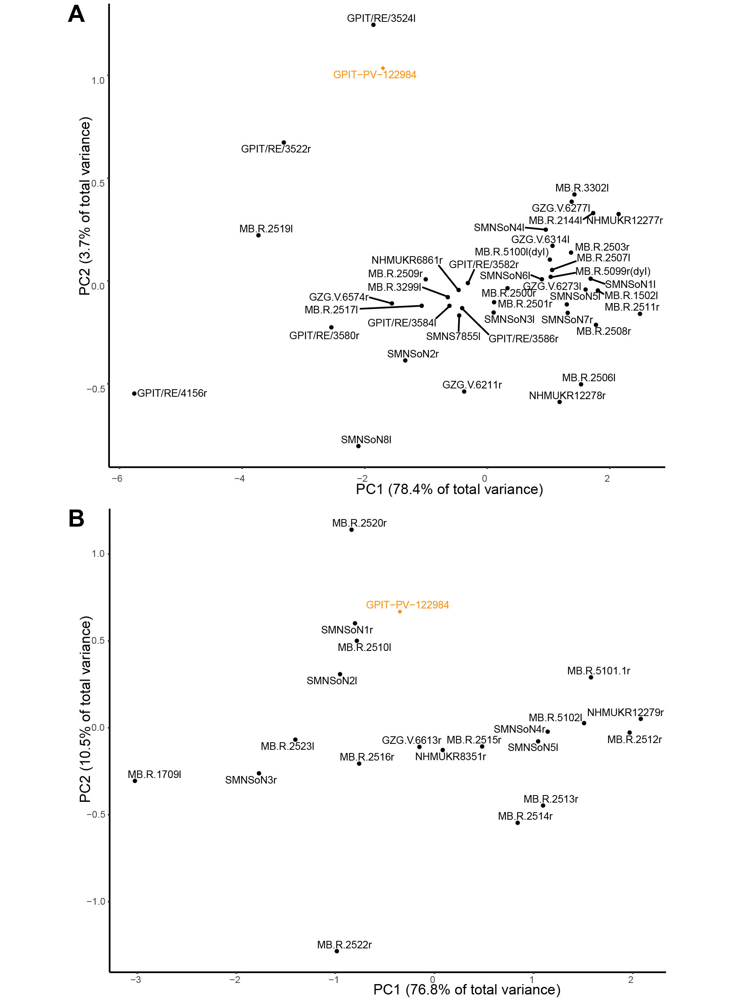 A
GPIT/RE/3524l
GPIT−PV−122984
1.0
GPIT/RE/3522r
0.5
MB.R.3302l
GZG.V.6277l
MB.R.2144l
NHMUKR12277r
MB.R.2519l
SMNSoN4l
GZG.V.6314l
MB.R.2503r
MB.R.5100l(dyl)
MB.R.2507l
NHMUKR6861r
GPIT/RE/3582r
MB.R.2509r
SMNSoN6l
MB.R.5099r(dyl)
0.0
MB.R.3299l
GZG.V.6273l
SMNSoN1l
MB.R.2500r
GZG.V.6574r
SMNSoN5l
MB.R.1502l
MB.R.2517l
MB.R.2501r
MB.R.2511r
GPIT/RE/3584l
SMNSoN3l
SMNSoN7r
GPIT/RE/3580r
SMNS7855l
GPIT/RE/3586r
MB.R.2508r
SMNSoN2r
MB.R.2506l
GZG.V.6211r
−0.5
GPIT/RE/4156r
NHMUKR12278r
SMNSoN8l
PC2 (3.7% of total variance)
−6
−4
−2
0
2
PC1 (78.4% of total variance)
B
MB.R.2520r
1.0
GPIT−PV−122984
SMNSoN1r
0.5
MB.R.2510l
SMNSoN2l
MB.R.5101.1r
NHMUKR12279r
MB.R.5102l
0.0
SMNSoN4r
MB.R.2523l
GZG.V.6613r
MB.R.2515r
MB.R.2512r
SMNSoN5l
MB.R.2516r
NHMUKR8351r
MB.R.1709l
SMNSoN3r
MB.R.2513r
−0.5
MB.R.2514r
−1.0
MB.R.2522r
PC2 (10.5% of total variance)
−3
−2
−1
0
1
2
PC1 (76.8% of total variance)